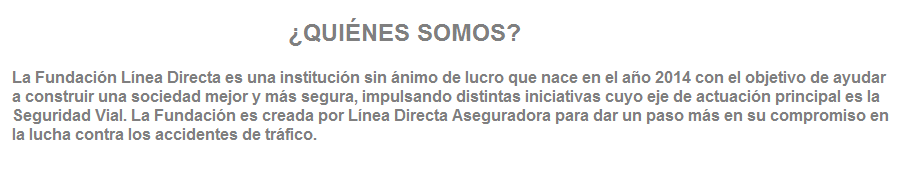 ¿QUIÉNES SOMOS?
La Fundación Línea Directa es una institución sin ánimo de lucro que nace en el año 2014 con el objetivo de ayudar
a construir una sociedad mejor y más segura, impulsando distintas iniciativas cuyo eje de actuación principal es la
Seguridad Vial. La Fundación es creada por Línea Directa Aseguradora para dar un paso más en su compromiso en
la lucha contra los accidentes de tráfico.